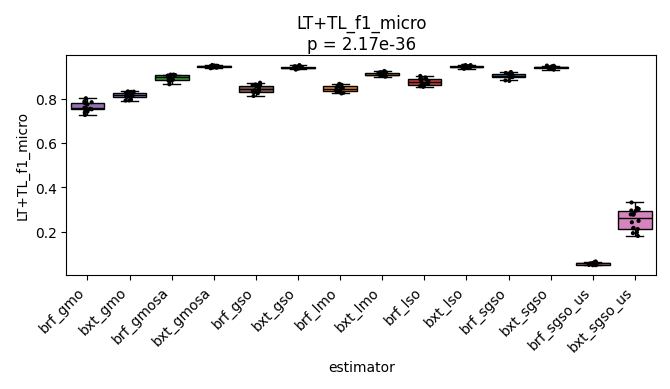 LT+TL_f1_micro
p = 2.17e-36
LT+TL_f1_micro
0.8
0.6
0.4
0.2
brf_gmo
bxt_gmo
brf_gmosa
bxt_gmosa
brf_gso
bxt_gso
brf_lmo
bxt_lmo
brf_lso
bxt_lso
brf_sgso
bxt_sgso
brf_sgso_us
bxt_sgso_us
estimator